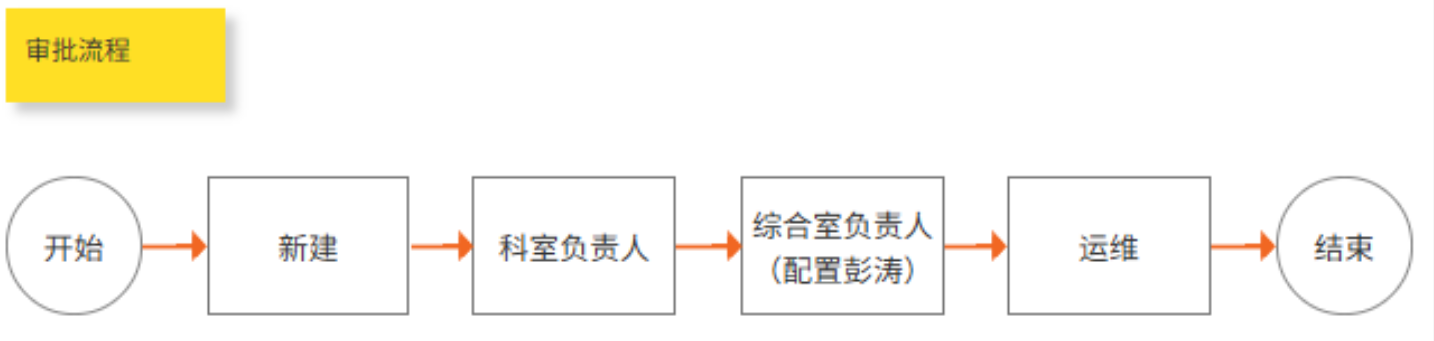 审批流程
开始
新建
科室负责人
综合室负责人
（配置彭涛）
运维
结束